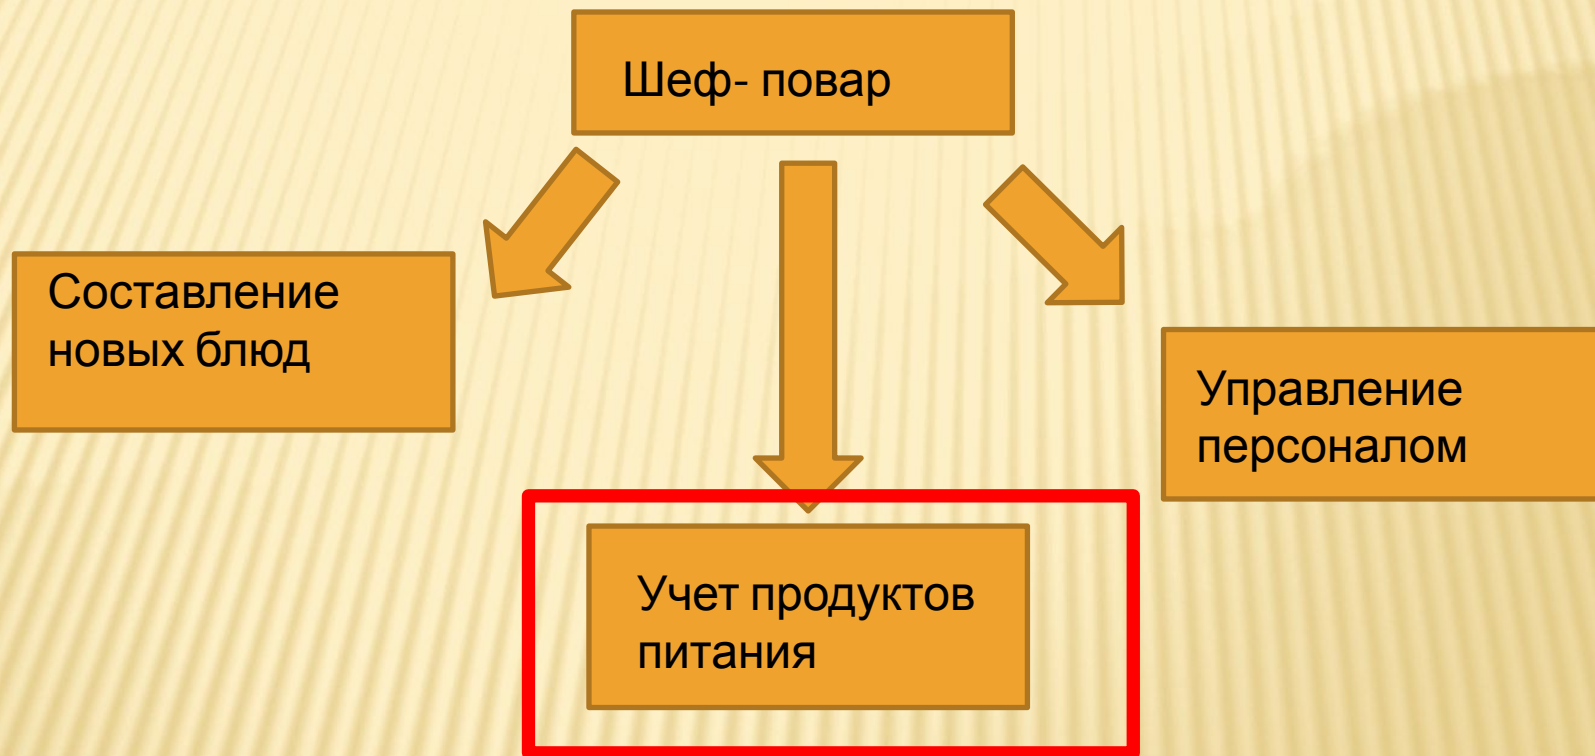 Шеф- повар
Составление
новых блюд
Управление
персоналом
Учет продуктов
питания